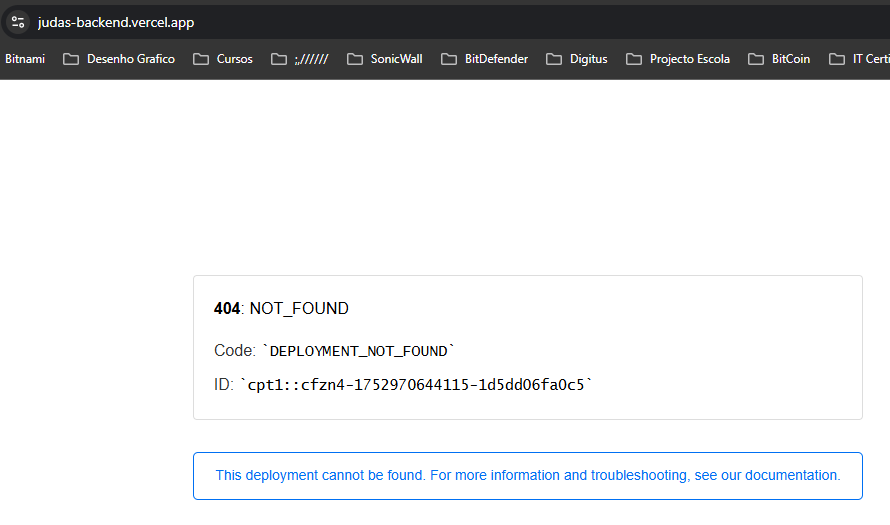 judas-backend.vercel.app
Bitnami Desenho Grafico Cursos ;,////// SonicWall BitDefender Digitus Projecto Escola BitCoin IT Certi
404: NOT_FOUND
Code: `DEPLOYMENT_NOT_FOUND`
ID: `cpt1::cfzn4-1752970644115-1d5dd06fa0c5`
This deployment cannot be found. For more information and troubleshooting, see our documentation.